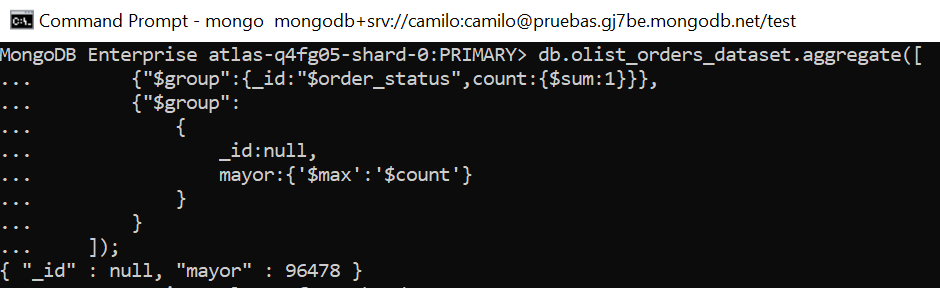 Command Prompt - mongo mongodb+srv://camilo:camilo@pruebas.gj7be.mongodb.net/test
MongoDB Enterprise atlas-q4fg05-shard-0:PRIMARY> db.olist_orders_dataset.aggregate([
... {"$group":{_id:"$order_status",count:{$sum:1}}},
... {"$group":
... {
... _id:null,
... mayor:{'$max':'$count'}
... }
... }
... ]);
{ "_id" : null, "mayor" : 96478 }